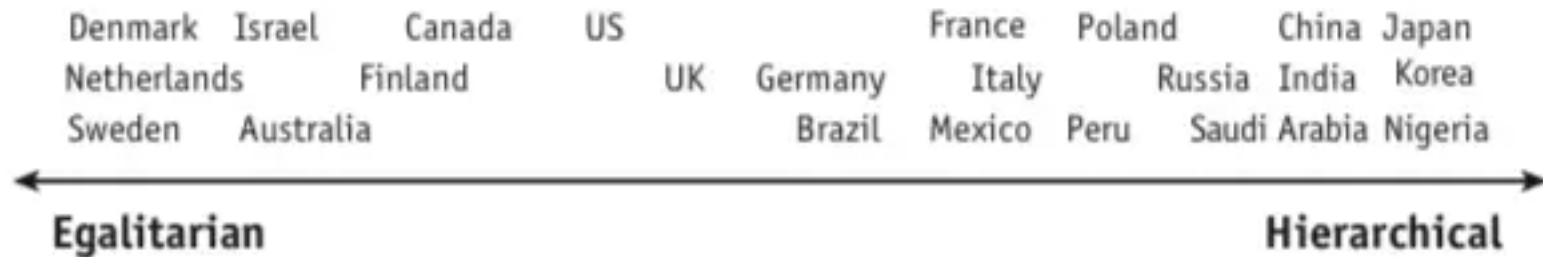 Denmark Israel Canada US France Poland China Japan
Netherlands Finland UK Germany Italy Russia India Korea
Sweden Australia Brazil Mexico Peru Saudi Arabia Nigeria
Egalitarian Hierarchical